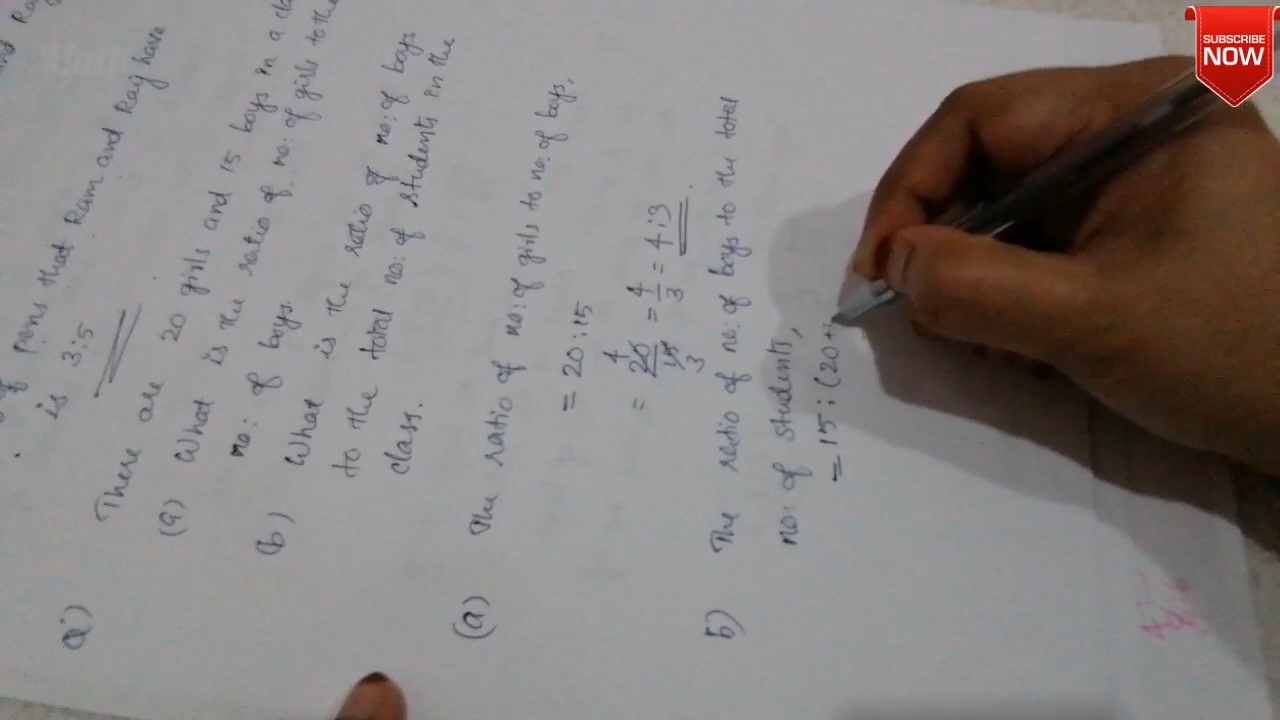 of pens that Ram and Raj have
is 3:5
Q)
There are 20 girls and 15 boys in a
(a) What is the ratio of no: of girls to the
no: of boys.
(b) What is the ratio of no: of boys
to the total no: of students in the
class.
(a) The ratio of no: of girls to no: of boys,
= 20:15
= 20/15 = 4/3 = 4:3
4
3
b) The ratio of no: of boys to the total
no: of students,
= 15:(20+
SUBSCRIBE
NOW